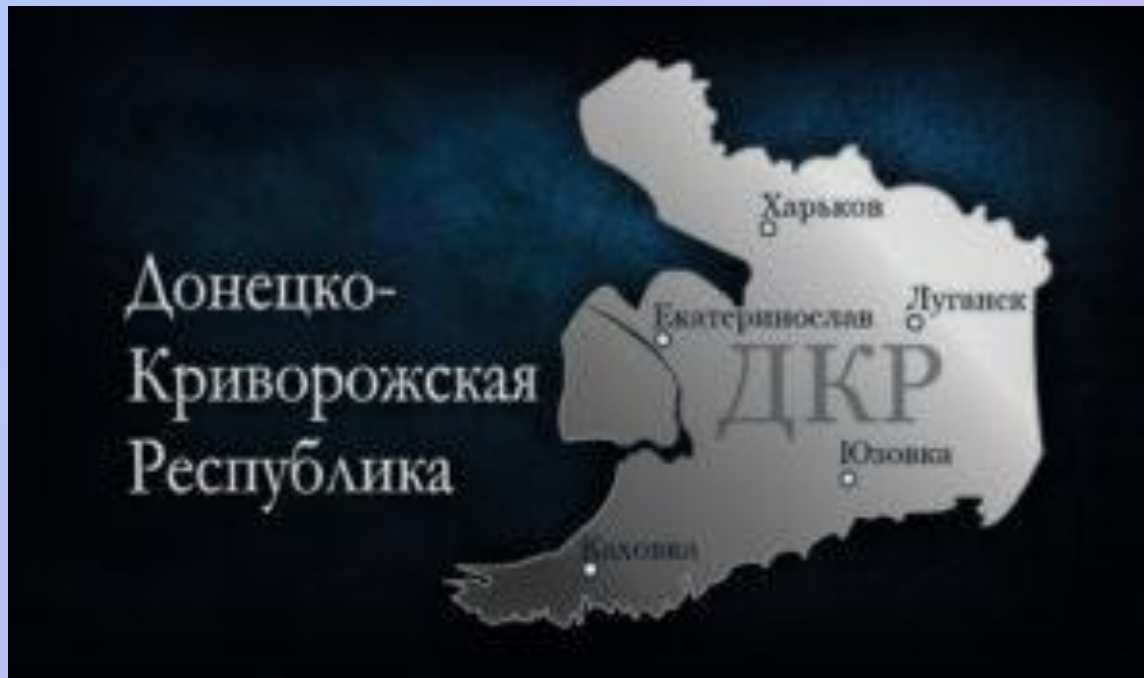 Донецко-
Криворожская
Республика
Харьков
Луганск
Екатеринослав
ДКР
Юзовка
Каховка